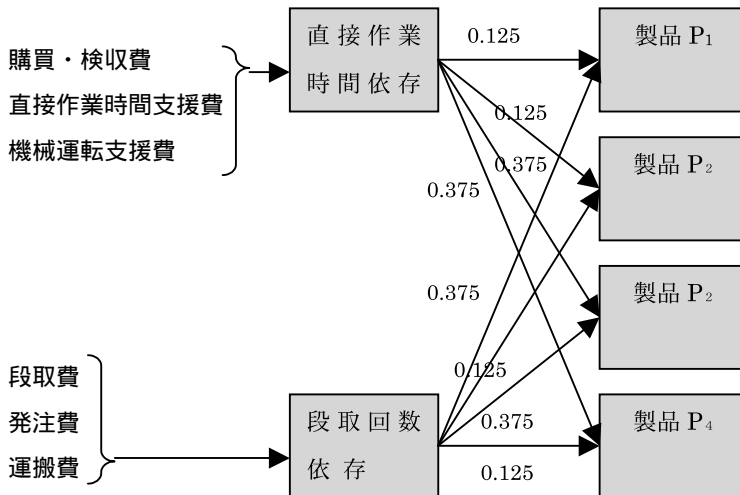 購買・検収費
直接作業時間支援費
機械運転支援費
直接作業
時間依存
0.125
0.125
0.375
0.375
製品 P₁
製品 P₂
製品 P₂
製品 P₄
段取費
発注費
運搬費
段取回数
依存
0.375
0.125
0.375
0.125